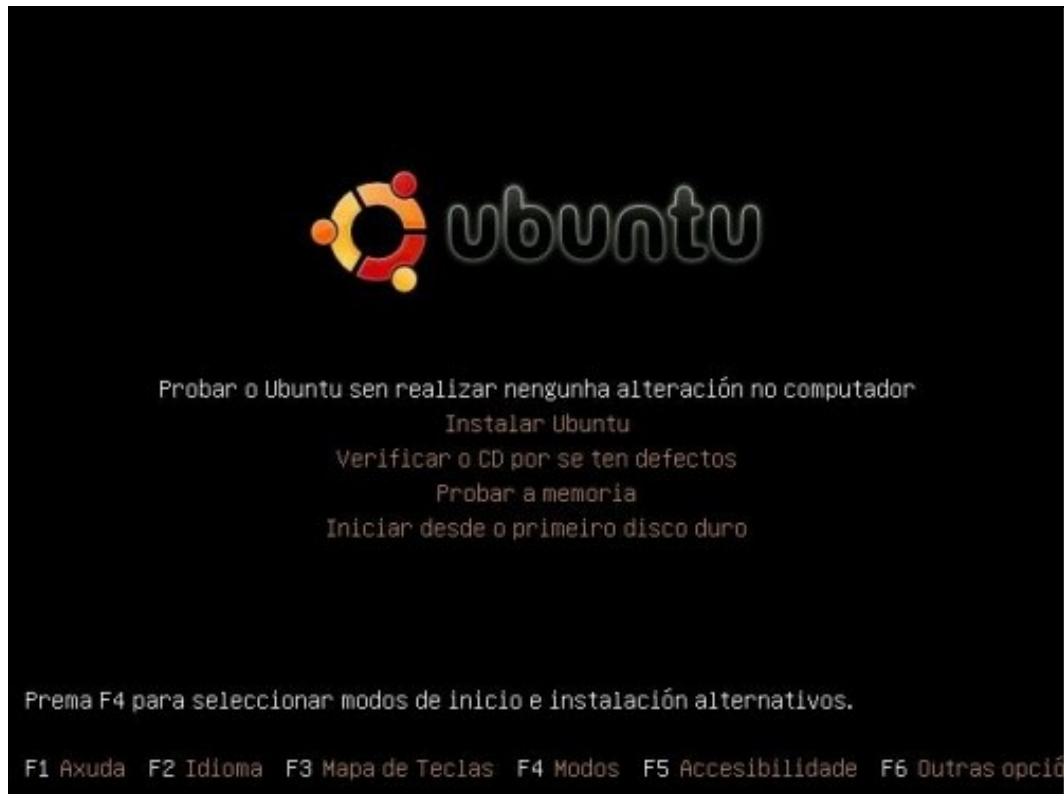 ubuntu
Probar o Ubuntu sen realizar nengunha alteración no computador
Instalar Ubuntu
Verificar o CD por se ten defectos
Probar a memoria
Iniciar desde o primeiro disco duro
Prema F4 para seleccionar modos de inicio e instalación alternativos.
F1 Axuda F2 Idioma F3 Mapa de Teclas F4 Modos F5 Accesibilidade F6 Outras opció